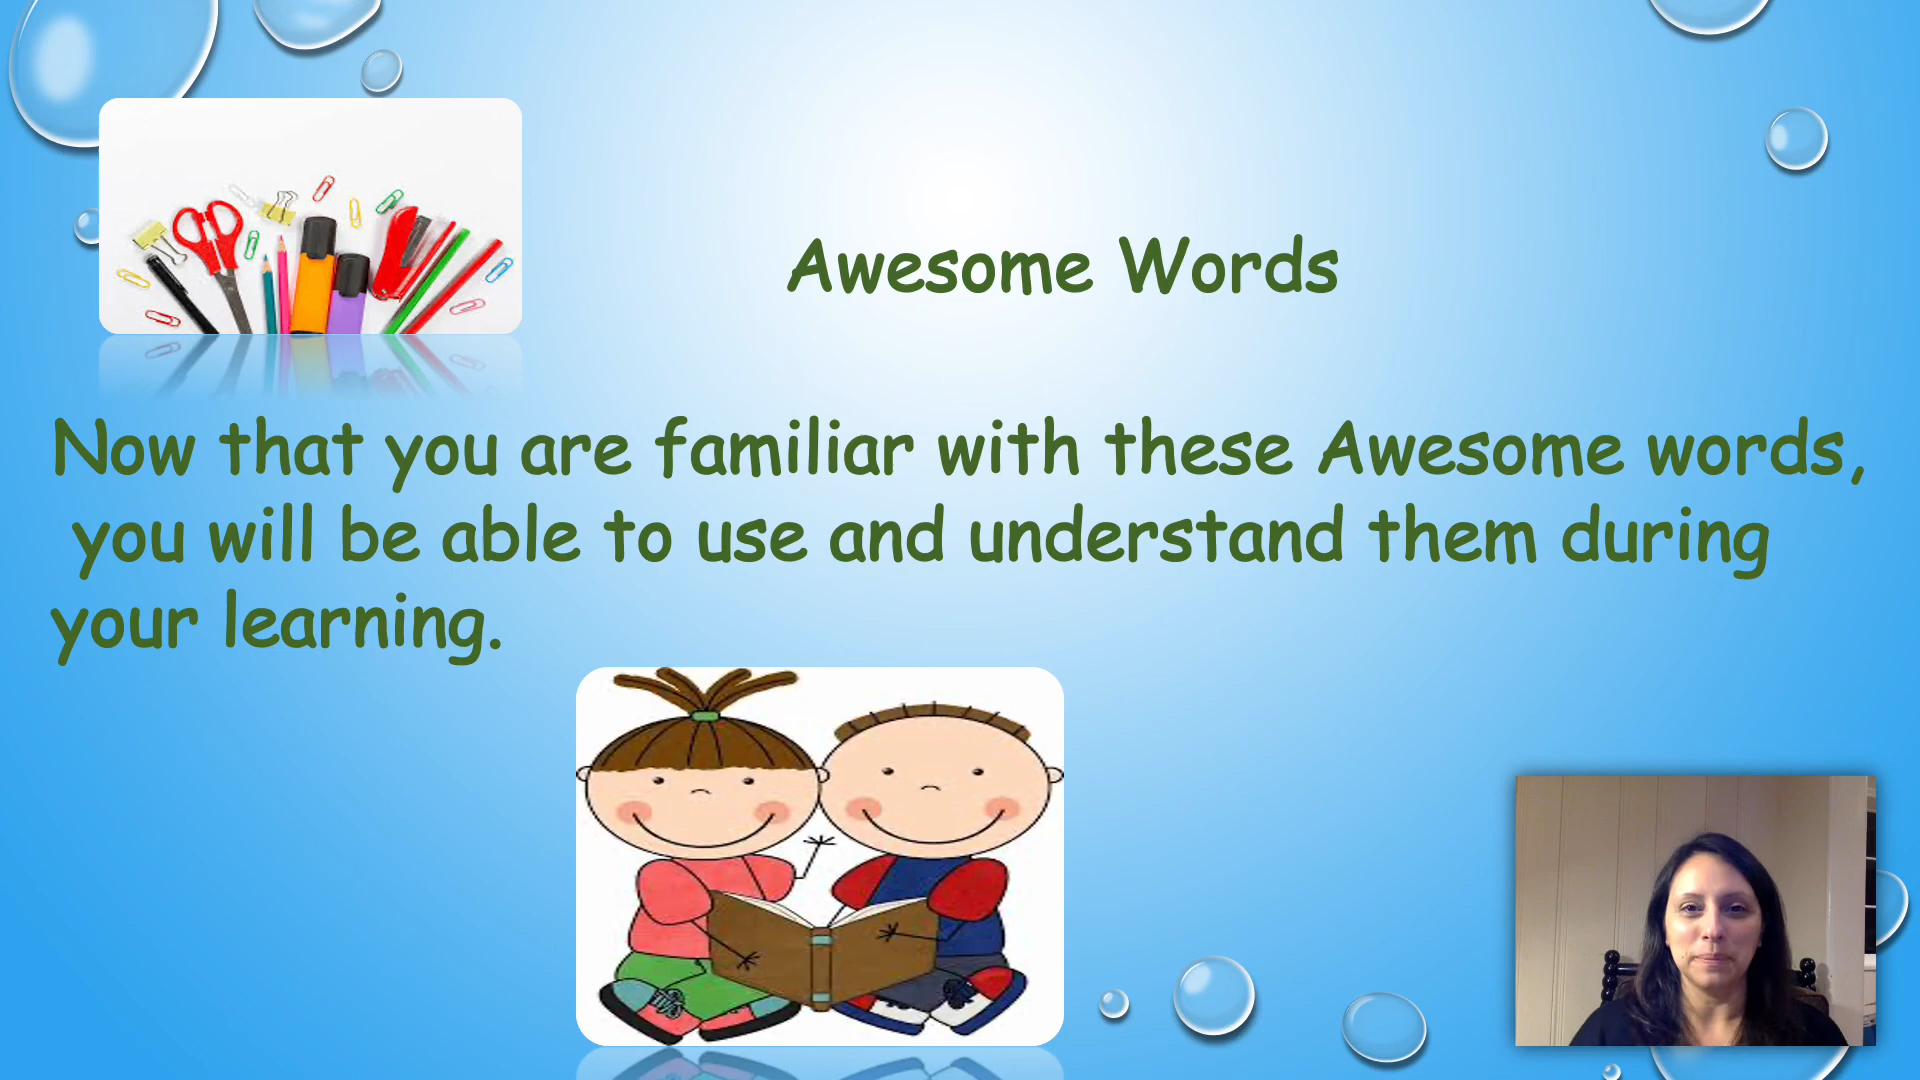 Awesome Words
Now that you are familiar with these Awesome words,
you will be able to use and understand them during
your learning.